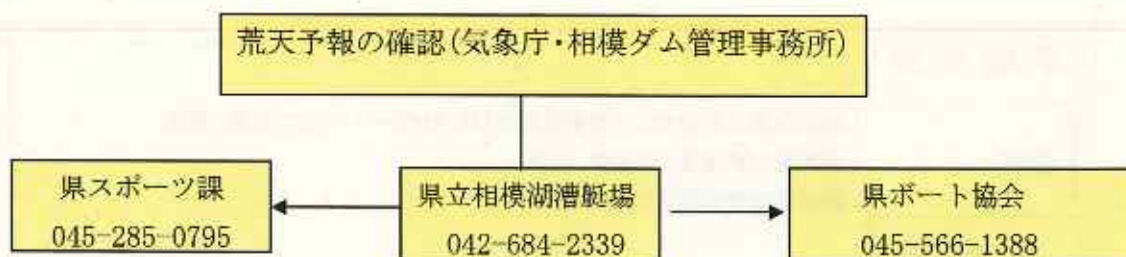 荒天予報の確認(気象庁・相模ダム管理事務所)
県スポーツ課
045-285-0795
県立相模湖漕艇場
042-684-2339
県ボート協会
045-566-1388